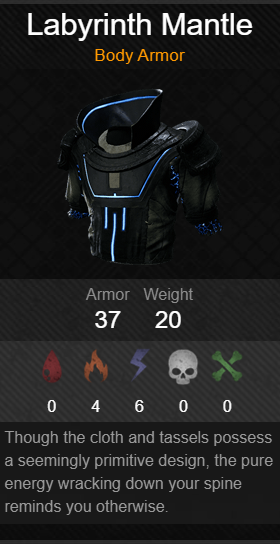 Labyrinth Mantle
Body Armor
Armor Weight
37 20
0 4 6 0 0
Though the cloth and tassels possess
a seemingly primitive design, the pure
energy wracking down your spine
reminds you otherwise.